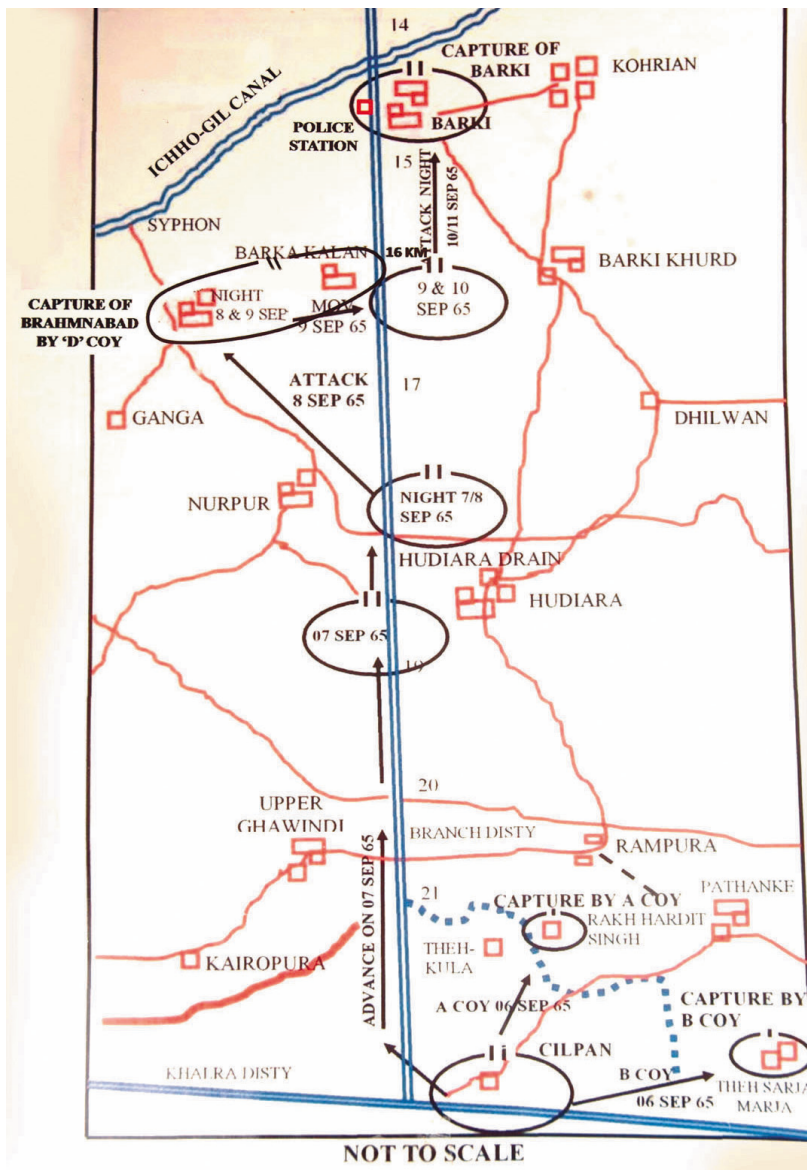 14
CAPTURE OF
BARKI
KOHRIAN
ICHHO-GIL CANAL
POLICE
STATION
BARKI
15
ATTACK NIGHT
10/11 SEP 65
SYPHON
BARKA KALAN
16 KM
BARKI KHURD
CAPTURE OF
BRAHMNABAD
BY ‘D’ COY
NIGHT
8 & 9 SEP
MOV
9 SEP 65
9 & 10
SEP 65
ATTACK
8 SEP 65
17
GANGA
DHILWAN
NURPUR
NIGHT 7/8
SEP 65
HUDIARA DRAIN
HUDIARA
07 SEP 65
19
20
UPPER
GHAWINDI
BRANCH DISTY
RAMPURA
ADVANCE ON 07 SEP 65
21
CAPTURE BY A COY
PATHANKE
RAKH HARDIT
SINGH
THEH-
KULA
KAIROPURA
A COY 06 SEP 65
CAPTURE BY
B COY
CILPAN
KHALRA DISTY
B COY
06 SEP 65
THEH SARJA
MARJA
NOT TO SCALE